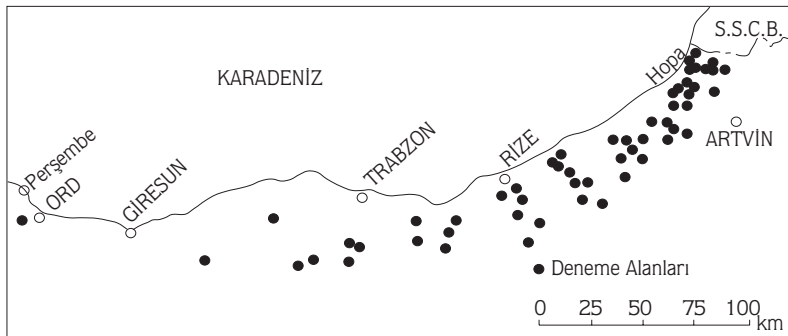 S.S.C.B.
KARADENİZ
Hopa
ARTVİN
Perşembe
ORD
GİRESUN
TRABZON
RİZE
Deneme Alanları
0 25 50 75 100
km